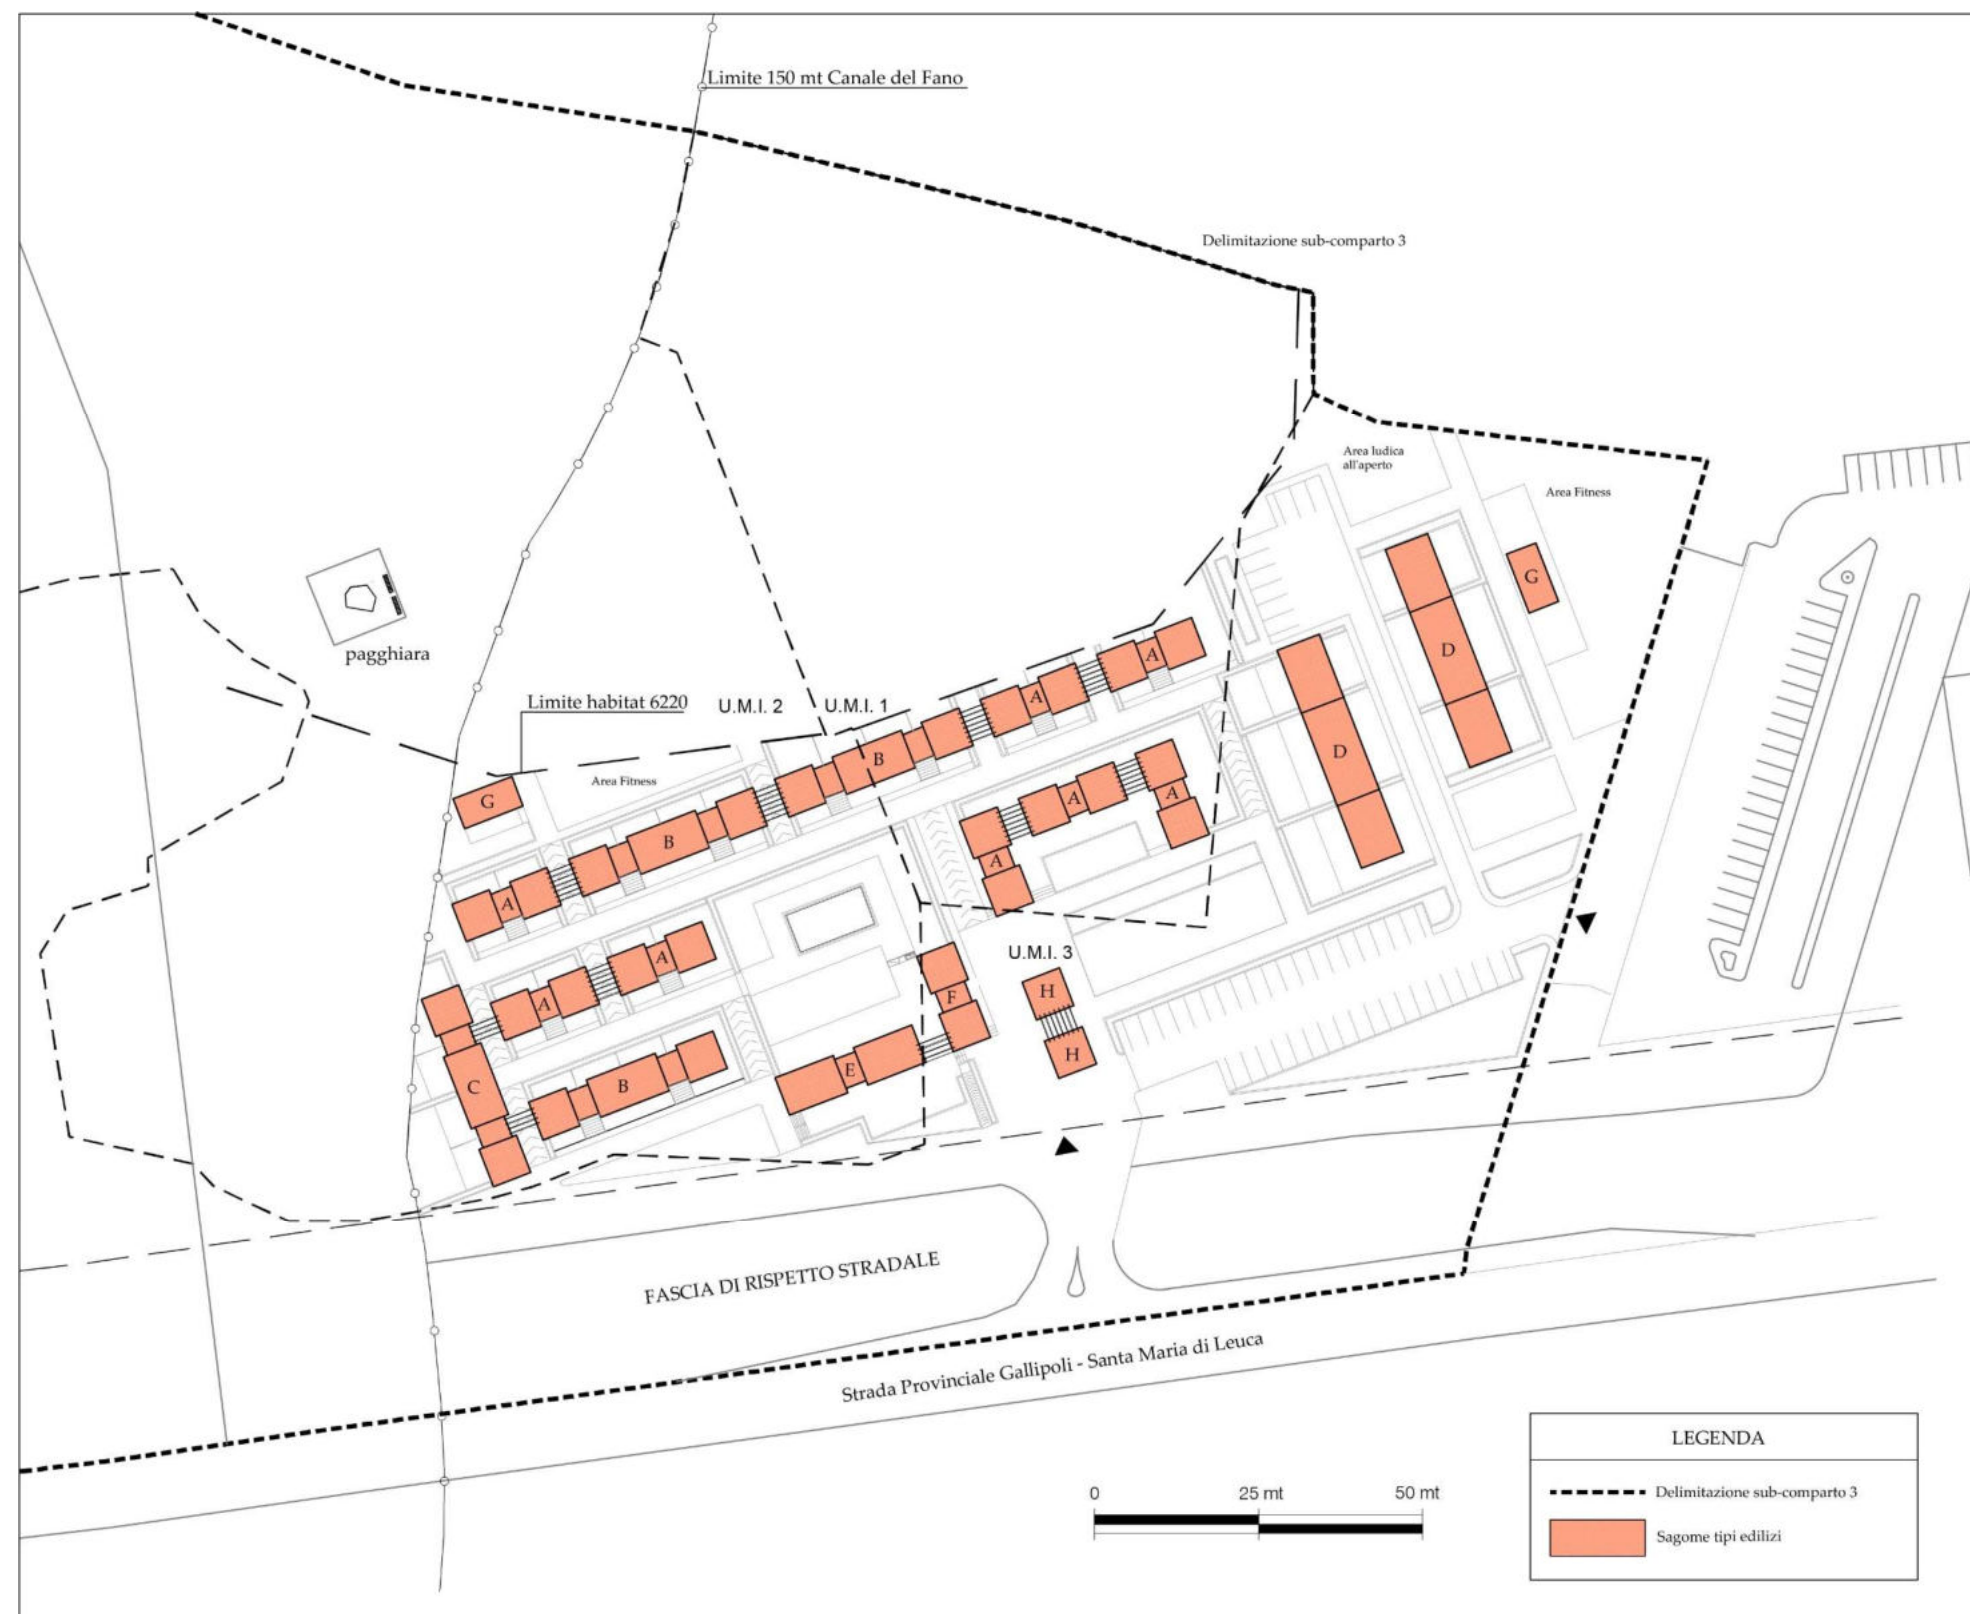 Limite 150 mt Canale del Fano
Delimitazione sub-comparto 3
Area ludica
all'aperto
Area Fitness
G
D
pagghiara
A
A
D
Limite habitat 6220
U.M.I. 2
U.M.I. 1
B
Area Fitness
G
A
A
B
A
A
A
A
U.M.I. 3
H
F
H
E
C
B
FASCIA DI RISPETTO STRADALE
Strada Provinciale Gallipoli - Santa Maria di Leuca
0
25 mt
50 mt
LEGENDA
Delimitazione sub-comparto 3
Sagome tipi edilizi